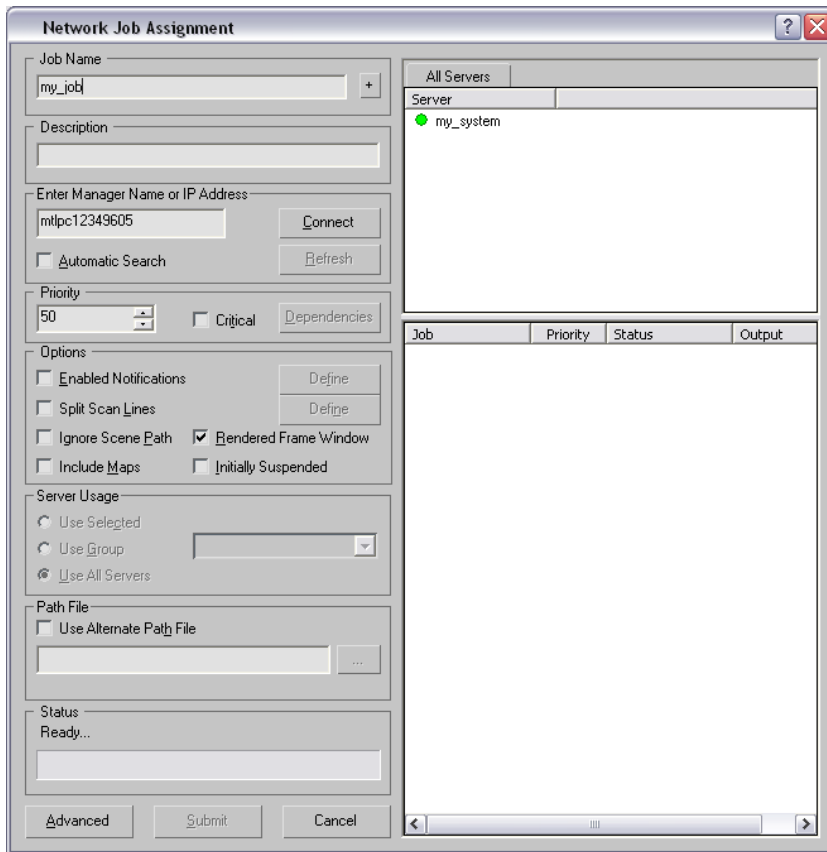 Network Job Assignment
?
Job Name
my_job
+
Description
Enter Manager Name or IP Address
mtlpc12349605
Connect
Automatic Search
Refresh
Priority
50
Critical
Dependencies
Options
Enabled Notifications
Define
Split Scan Lines
Define
Ignore Scene Path
Rendered Frame Window
Include Maps
Initially Suspended
Server Usage
Use Selected
Use Group
Use All Servers
Path File
Use Alternate Path File
...
Status
Ready...
Advanced
Submit
Cancel
All Servers
Server
my_system
Job Priority Status Output